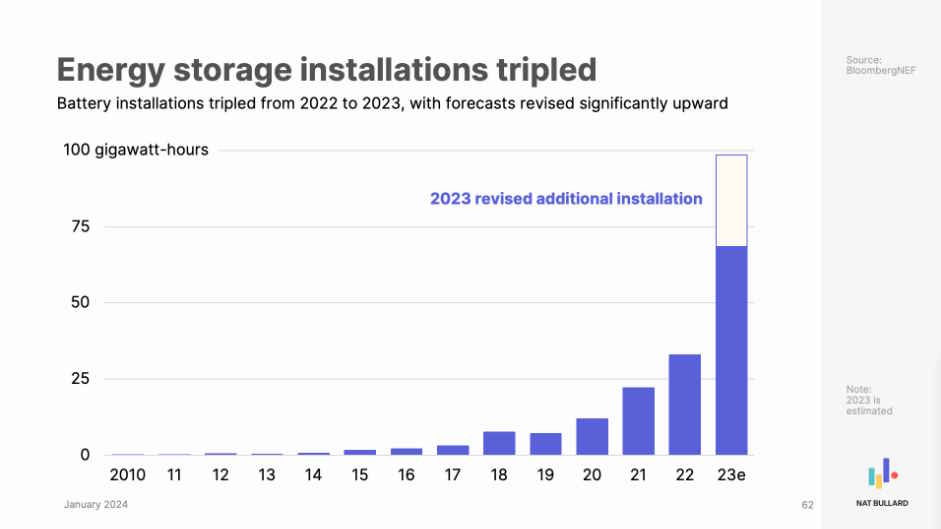 Energy storage installations tripled
Battery installations tripled from 2022 to 2023, with forecasts revised significantly upward
Source:
BloombergNEF
100 gigawatt-hours
2023 revised additional installation
75
50
25
0
2010 11 12 13 14 15 16 17 18 19 20 21 22 23e
Note:
2023 is
estimated
January 2024
62
NAT BULLARD